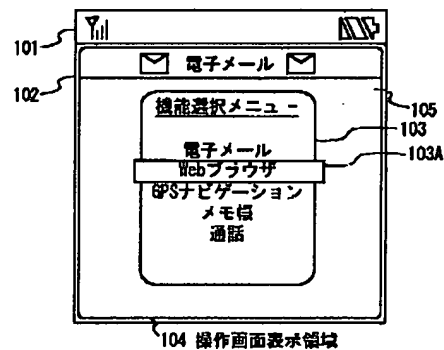 101
102
電子メール
105
機能選択メニュー
103
電子メール
103A
Webブラウザ
GPSナビゲーション
メモ帳
通話
104 操作画面表示領域